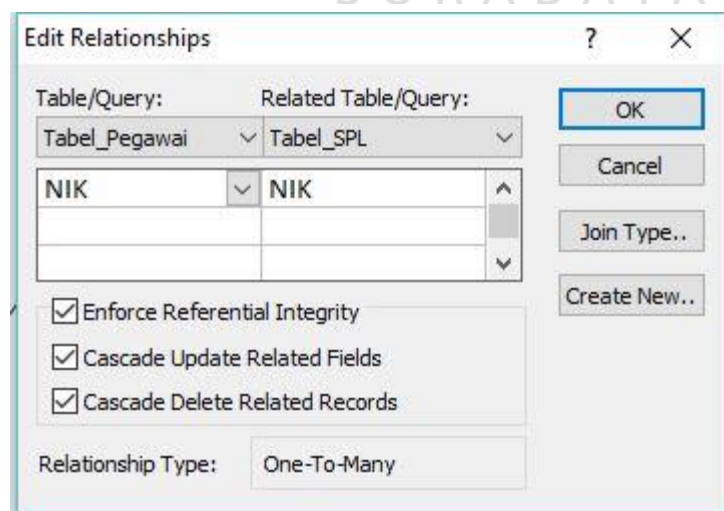 S U R A D A T A
Edit Relationships ? X
Table/Query: Related Table/Query:
Tabel_Pegawai Tabel_SPL
NIK NIK
OK
Cancel
Join Type..
Create New..
Enforce Referential Integrity
Cascade Update Related Fields
Cascade Delete Related Records
Relationship Type: One-To-Many